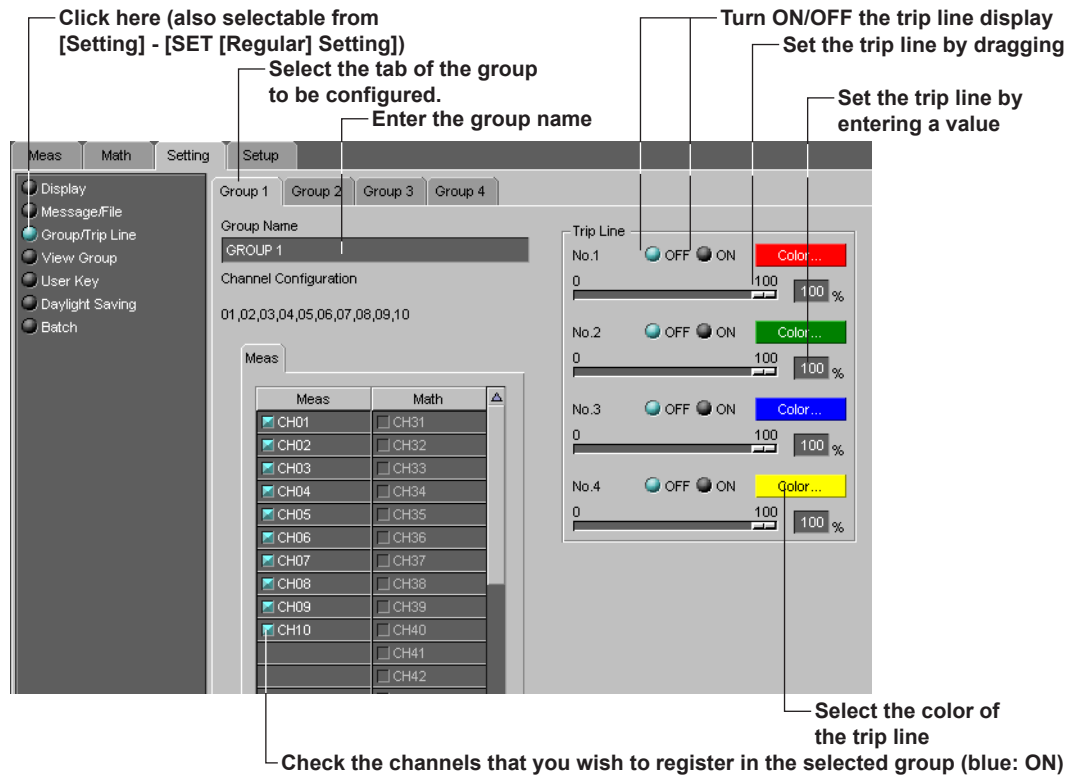 Click here (also selectable from
[Setting] - [SET [Regular] Setting])
Select the tab of the group
to be configured.
Enter the group name
Turn ON/OFF the trip line display
Set the trip line by dragging
Set the trip line by
entering a value
Meas Math Setting Setup
Display
Message/File
Group/Trip Line
View Group
User Key
Daylight Saving
Batch
Group 1 Group 2 Group 3 Group 4
Group Name
GROUP 1
Channel Configuration
01,02,03,04,05,06,07,08,09,10
Meas
Meas Math
CH01 CH31
CH02 CH32
CH03 CH33
CH04 CH34
CH05 CH35
CH06 CH36
CH07 CH37
CH08 CH38
CH09 CH39
CH10 CH40
CH41
CH42
Trip Line
No.1 OFF ON Color...
0 100 100 %
No.2 OFF ON Color...
0 100 100 %
No.3 OFF ON Color...
0 100 100 %
No.4 OFF ON Color...
0 100 100 %
Select the color of
the trip line
Check the channels that you wish to register in the selected group (blue: ON)